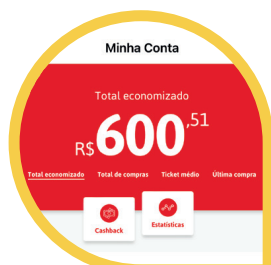 Minha Conta
Total economizado
R$600,51
Total economizado Total de compras Ticket médio Última compra
Cashback Estatísticas